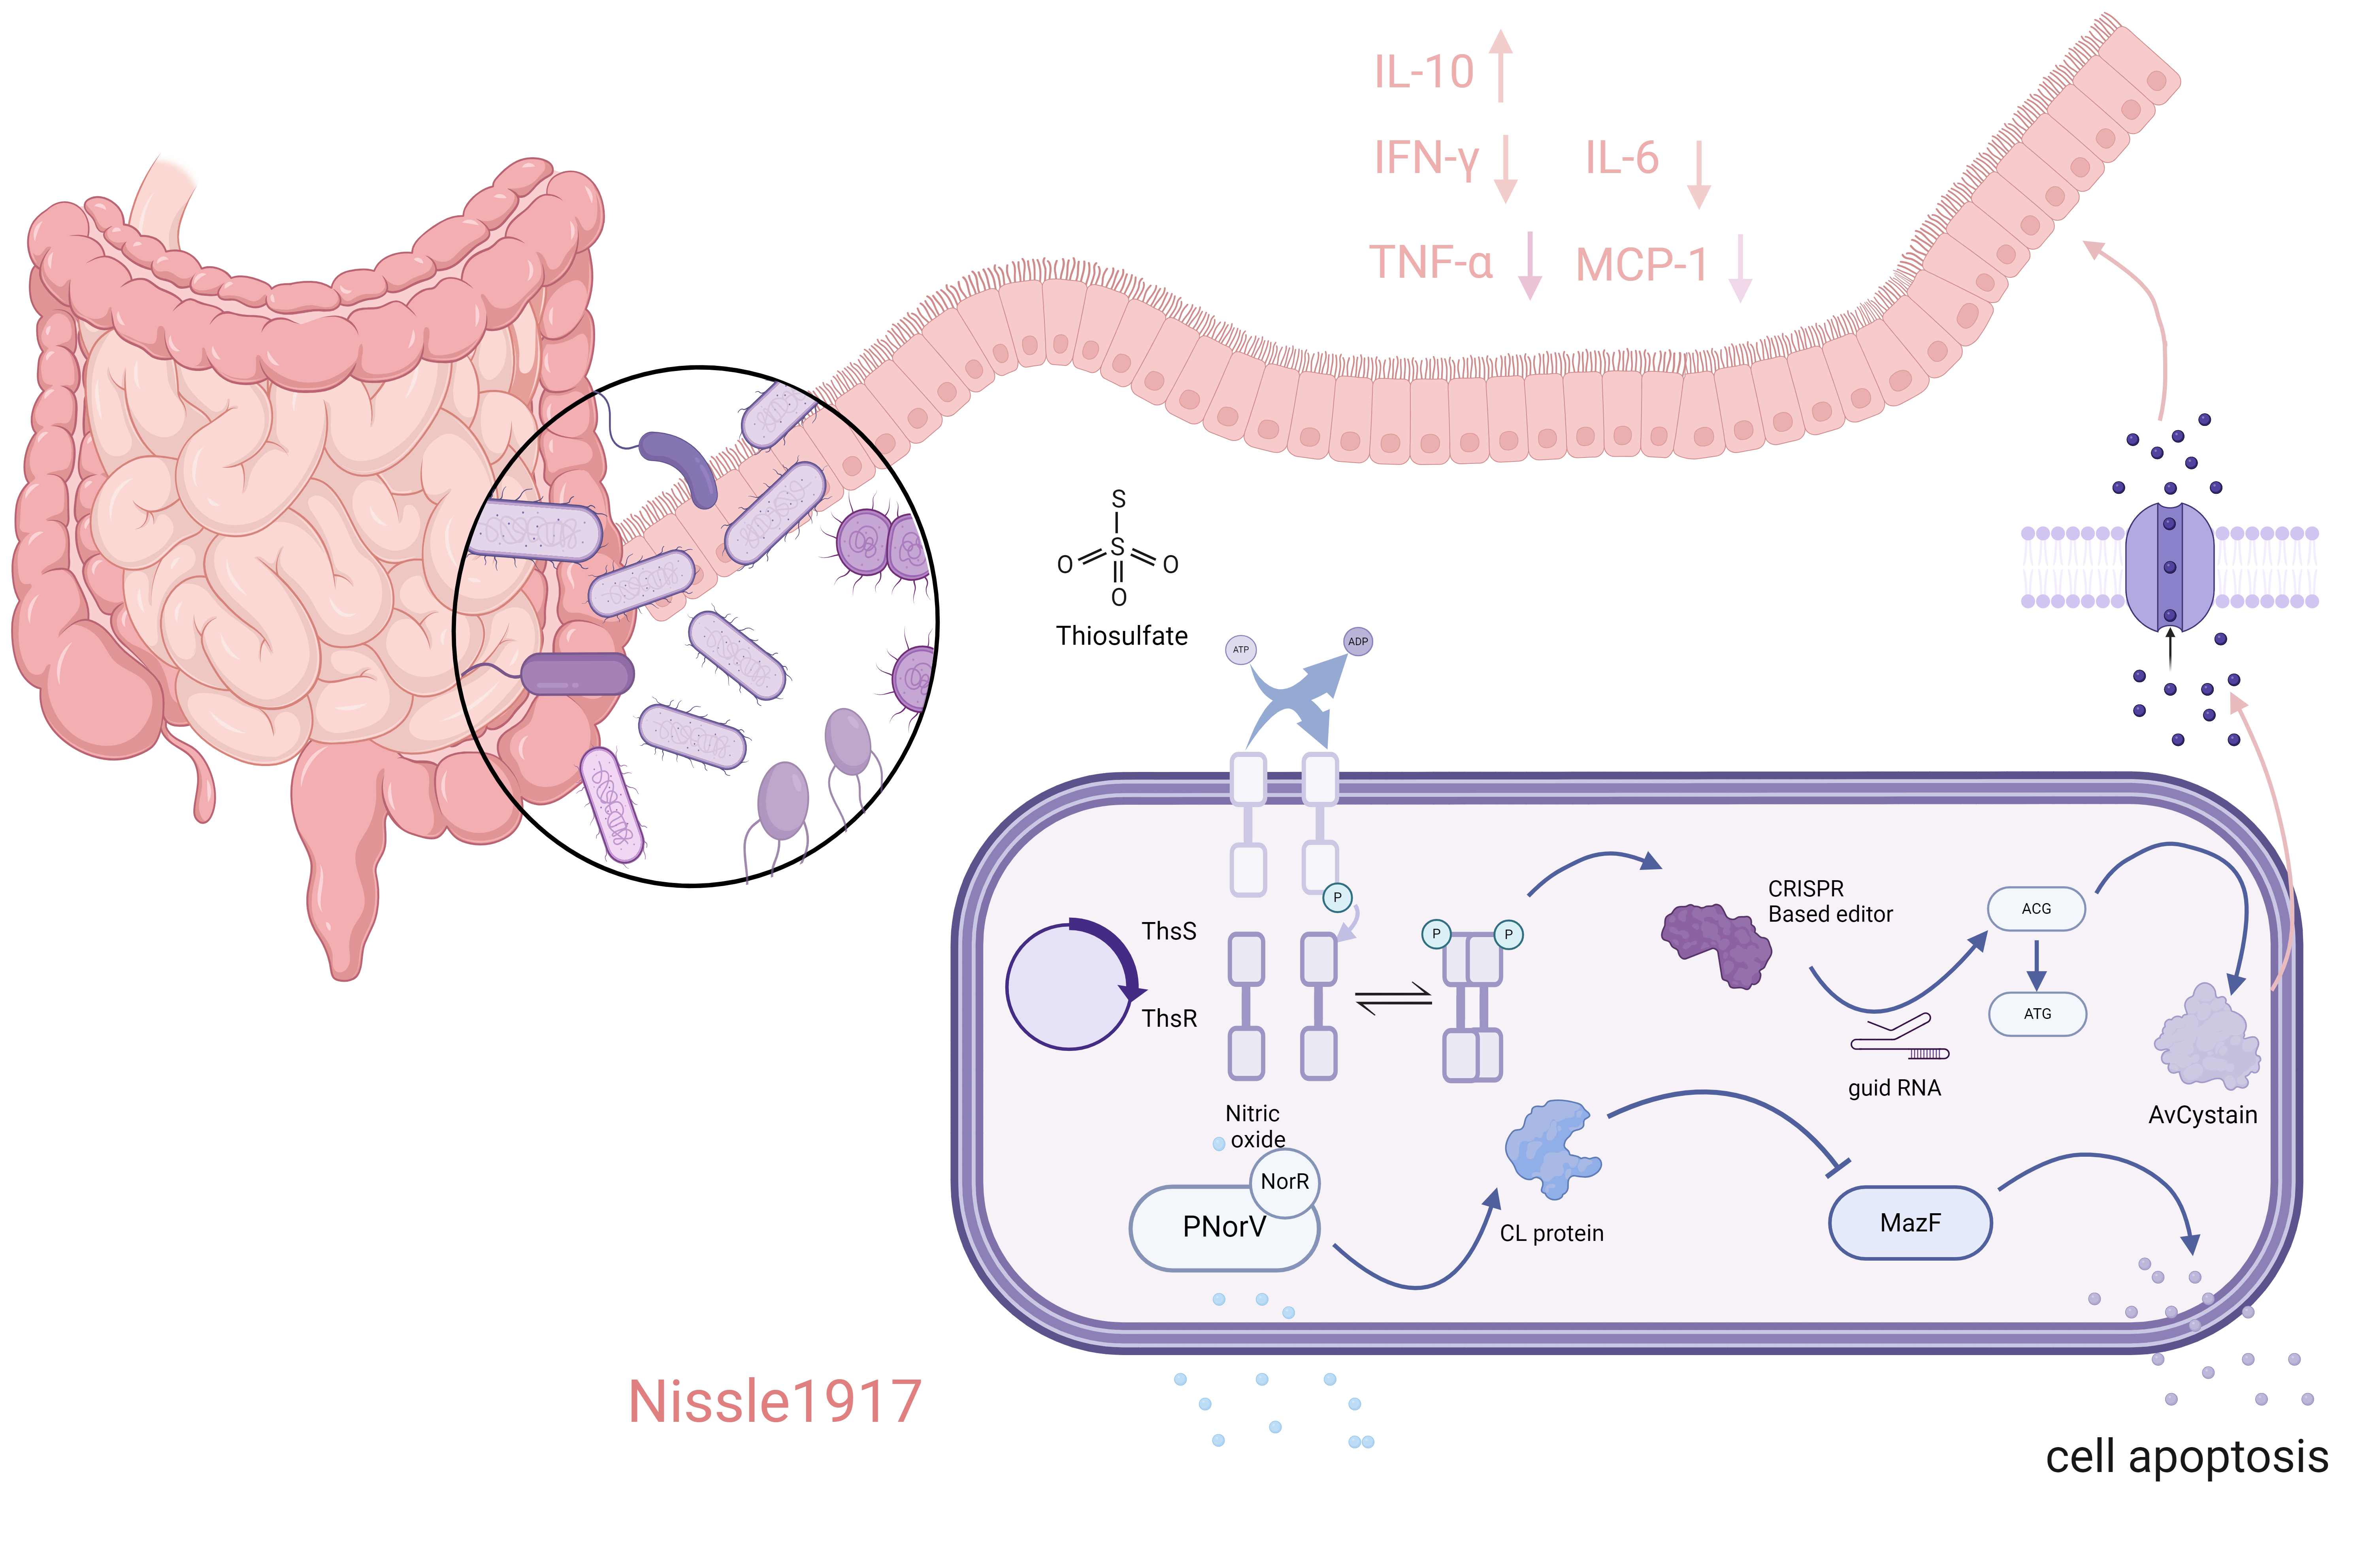 IL-10
IFN-γ
IL-6
TNF-α
MCP-1
S
S
O
O
O
Thiosulfate
ATP
ADP
P
P
P
ThsS
ThsR
CRISPR
Based editor
ACG
ATG
guid RNA
AvCystain
Nitric
oxide
NorR
PNorV
CL protein
MazF
Nissle1917
cell apoptosis